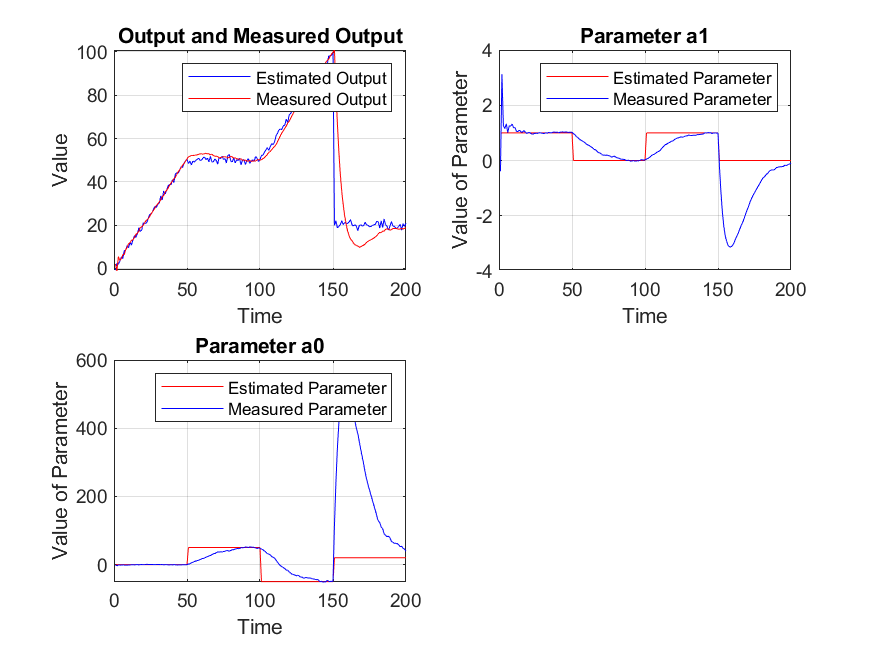 Output and Measured Output
100
80
60
40
20
0
Value
Estimated Output
Measured Output
0 50 100 150 200
Time
Parameter a1
4
2
0
-2
-4
Value of Parameter
Estimated Parameter
Measured Parameter
0 50 100 150 200
Time
Parameter a0
600
400
200
0
Value of Parameter
Estimated Parameter
Measured Parameter
0 50 100 150 200
Time